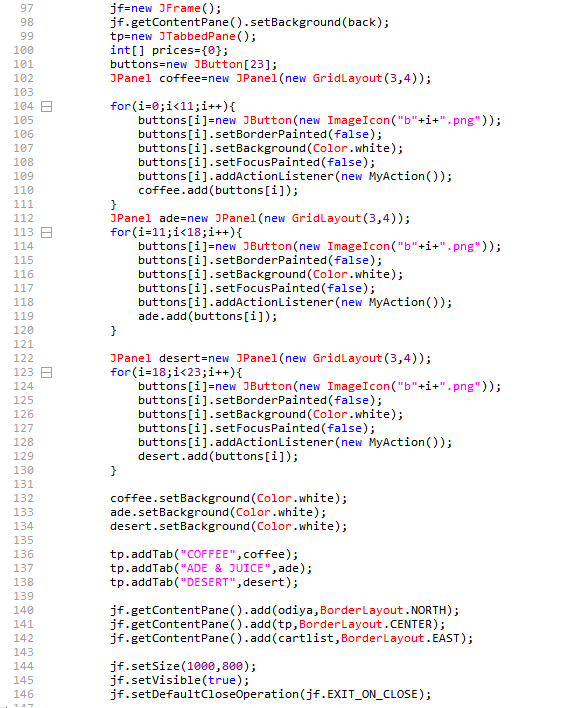 97 jf=new JFrame();
98 jf.getContentPane().setBackground(back);
99 tp=new JTabbedPane();
100 int[] prices={0};
101 buttons=new JButton[23];
102 JPanel coffee=new JPanel(new GridLayout(3,4));
103
104 for(i=0;i<11;i++){
105 buttons[i]=new JButton(new ImageIcon("b"+i+".png"));
106 buttons[i].setBorderPainted(false);
107 buttons[i].setBackground(Color.white);
108 buttons[i].setFocusPainted(false);
109 buttons[i].addActionListener(new MyAction());
110 coffee.add(buttons[i]);
111 }
112 JPanel ade=new JPanel(new GridLayout(3,4));
113 for(i=11;i<18;i++){
114 buttons[i]=new JButton(new ImageIcon("b"+i+".png"));
115 buttons[i].setBorderPainted(false);
116 buttons[i].setBackground(Color.white);
117 buttons[i].setFocusPainted(false);
118 buttons[i].addActionListener(new MyAction());
119 ade.add(buttons[i]);
120 }
121
122 JPanel desert=new JPanel(new GridLayout(3,4));
123 for(i=18;i<23;i++){
124 buttons[i]=new JButton(new ImageIcon("b"+i+".png"));
125 buttons[i].setBorderPainted(false);
126 buttons[i].setBackground(Color.white);
127 buttons[i].setFocusPainted(false);
128 buttons[i].addActionListener(new MyAction());
129 desert.add(buttons[i]);
130 }
131
132 coffee.setBackground(Color.white);
133 ade.setBackground(Color.white);
134 desert.setBackground(Color.white);
135
136 tp.addTab("COFFEE",coffee);
137 tp.addTab("ADE & JUICE",ade);
138 tp.addTab("DESERT",desert);
139
140 jf.getContentPane().add(odiya,BorderLayout.NORTH);
141 jf.getContentPane().add(tp,BorderLayout.CENTER);
142 jf.getContentPane().add(cartlist,BorderLayout.EAST);
143
144 jf.setSize(1000,800);
145 jf.setVisible(true);
146 jf.setDefaultCloseOperation(jf.EXIT_ON_CLOSE);